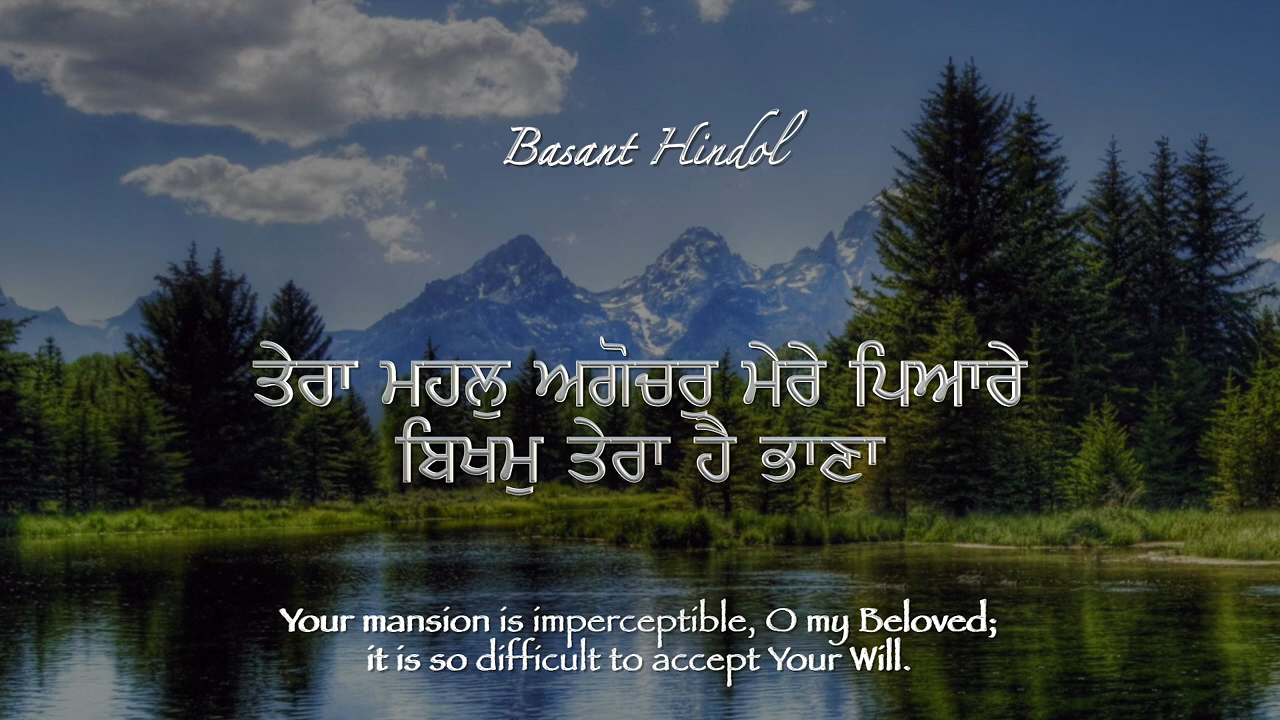 Basant Hindol
ਤੇਰਾ ਮਹਲੁ ਅਗੋਚਰੁ ਮੇਰੇ ਪਿਆਰੇ
ਬਿਖਮੁ ਤੇਰਾ ਹੈ ਭਾਣਾ
Your mansion is imperceptible, O my Beloved;
it is so difficult to accept Your Will.